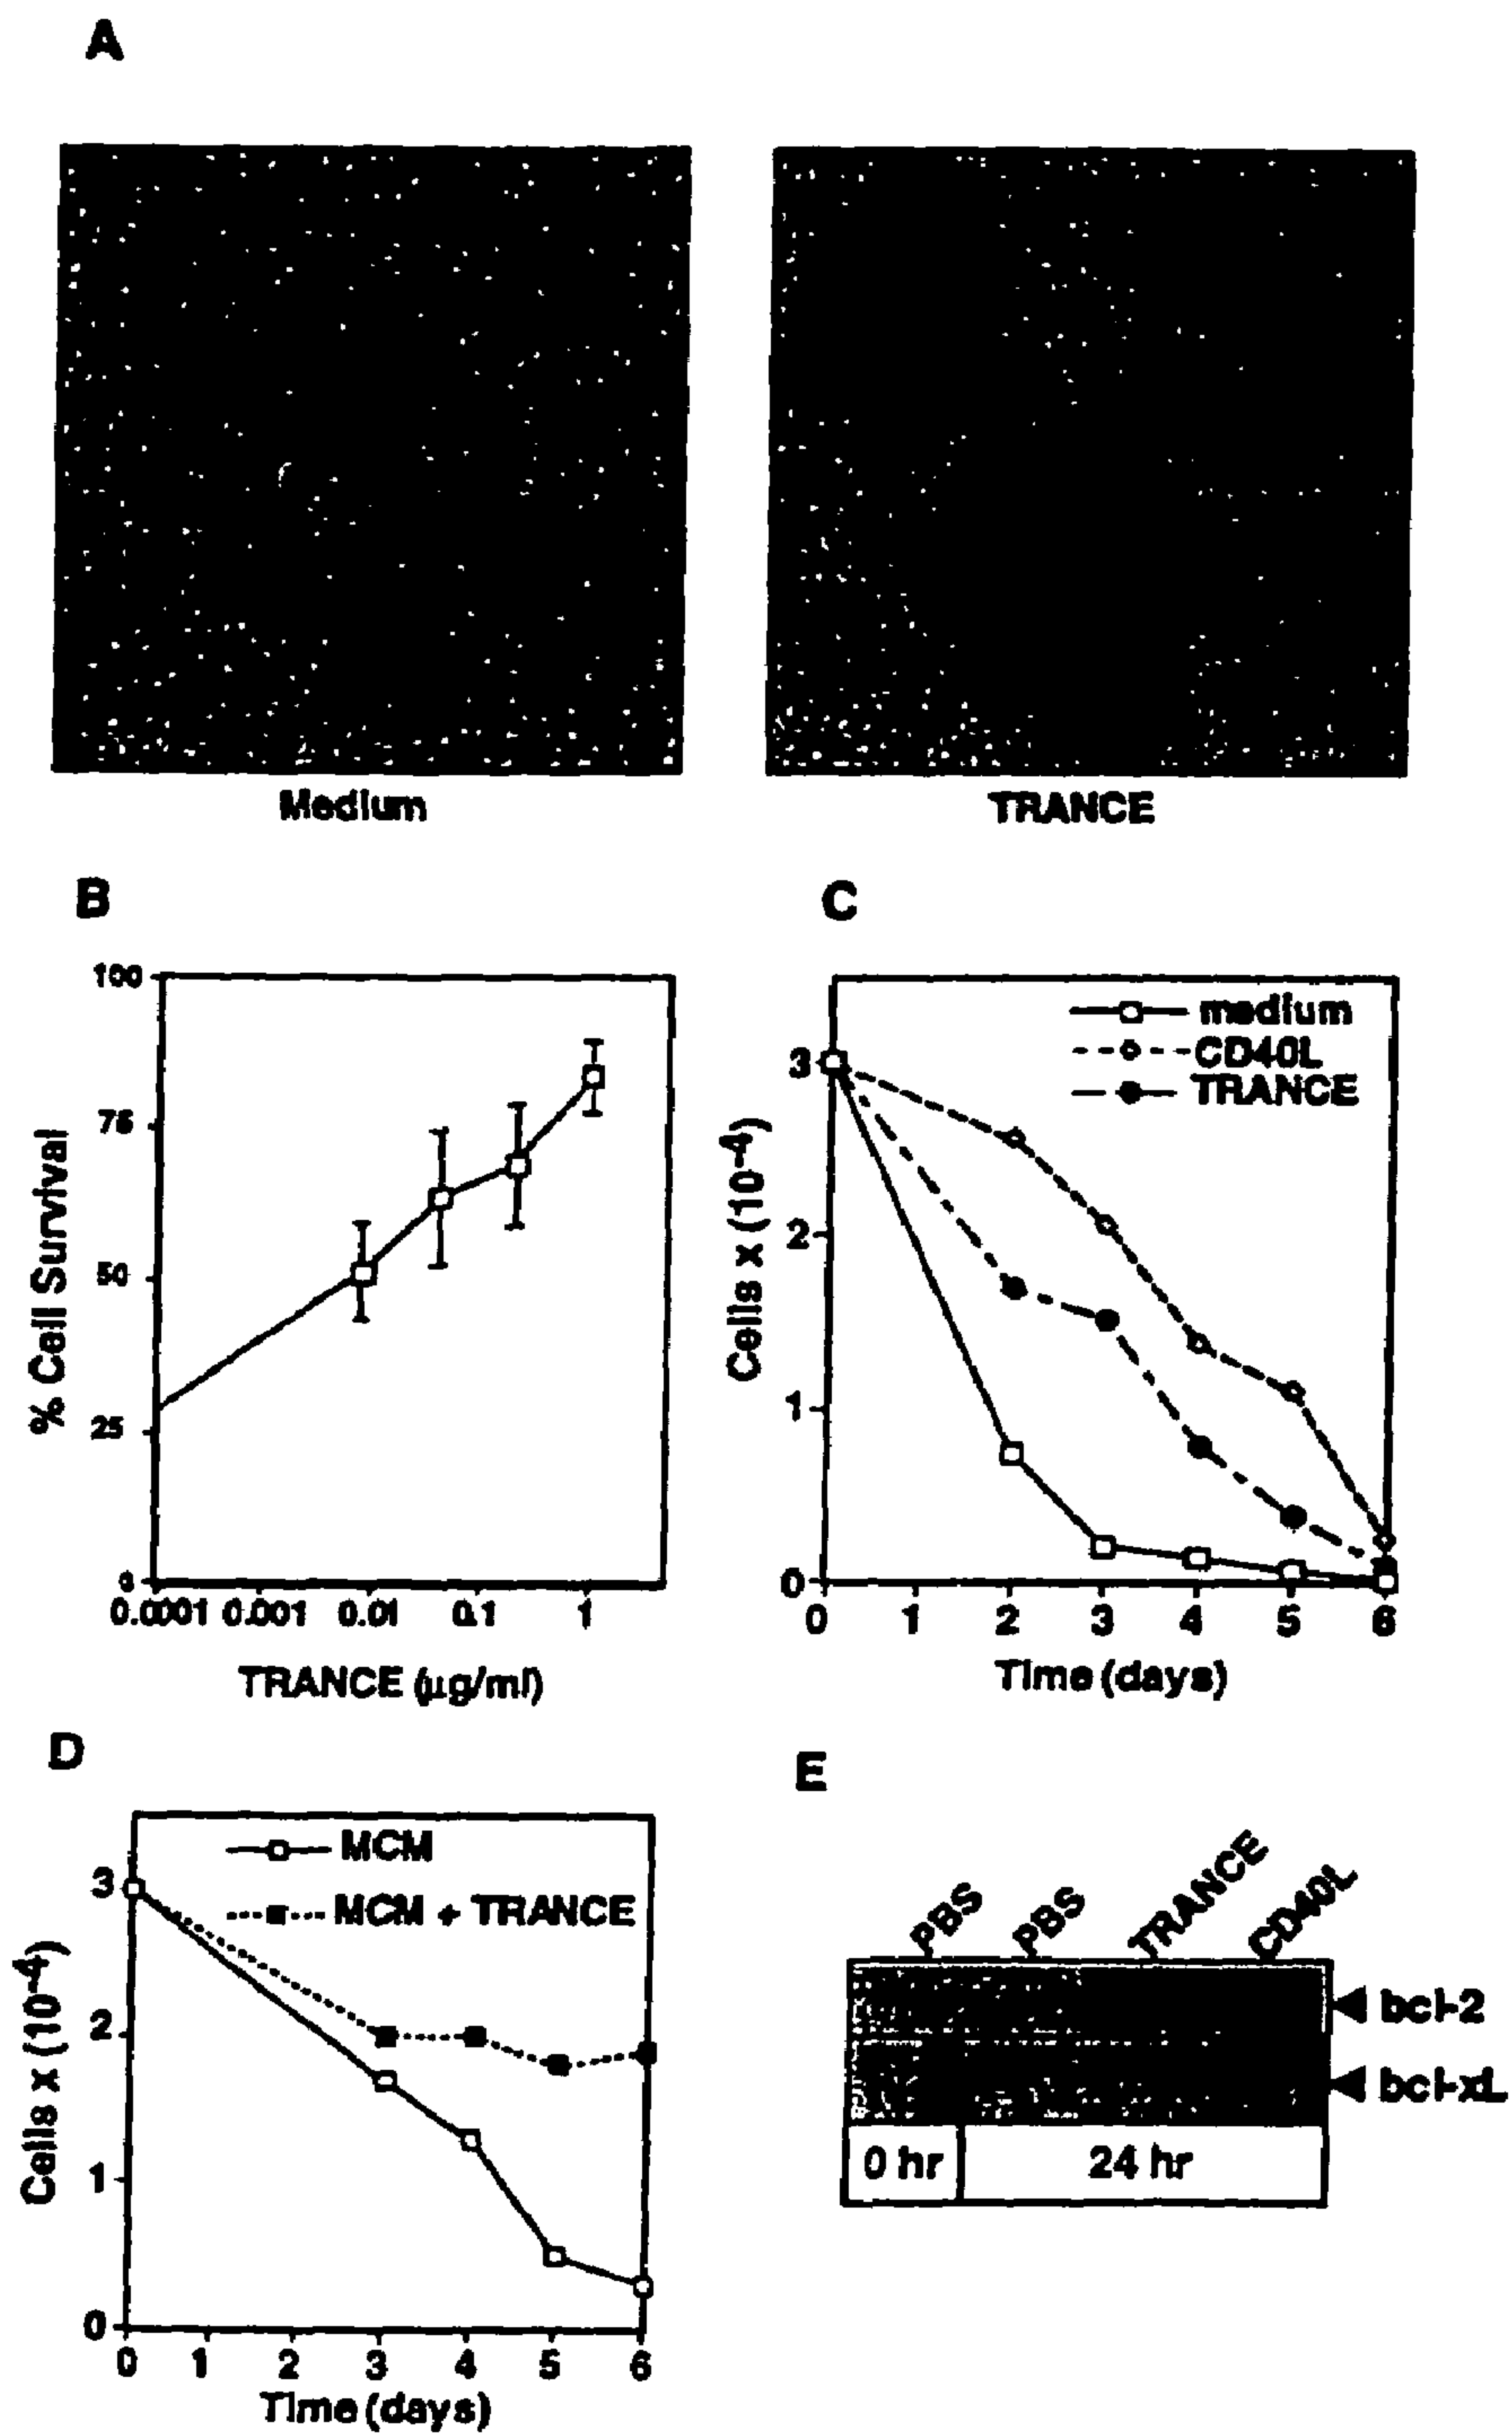 A
Medium
TRANCE
B
100
75
50
25
0
% Cell Survival
0.0001 0.001 0.01 0.1 1
TRANCE (µg/ml)
C
medium
CD40L
TRANCE
3
2
1
0
Cells x (10⁻⁴)
0 1 2 3 4 5 6
Time (days)
D
MCM
MCM + TRANCE
3
2
1
0
Cells x (10⁻⁴)
0 1 2 3 4 5 6
Time (days)
E
PBS PBS TRANCE CD40L
bcl-2
bcl-xL
0 hr 24 hr